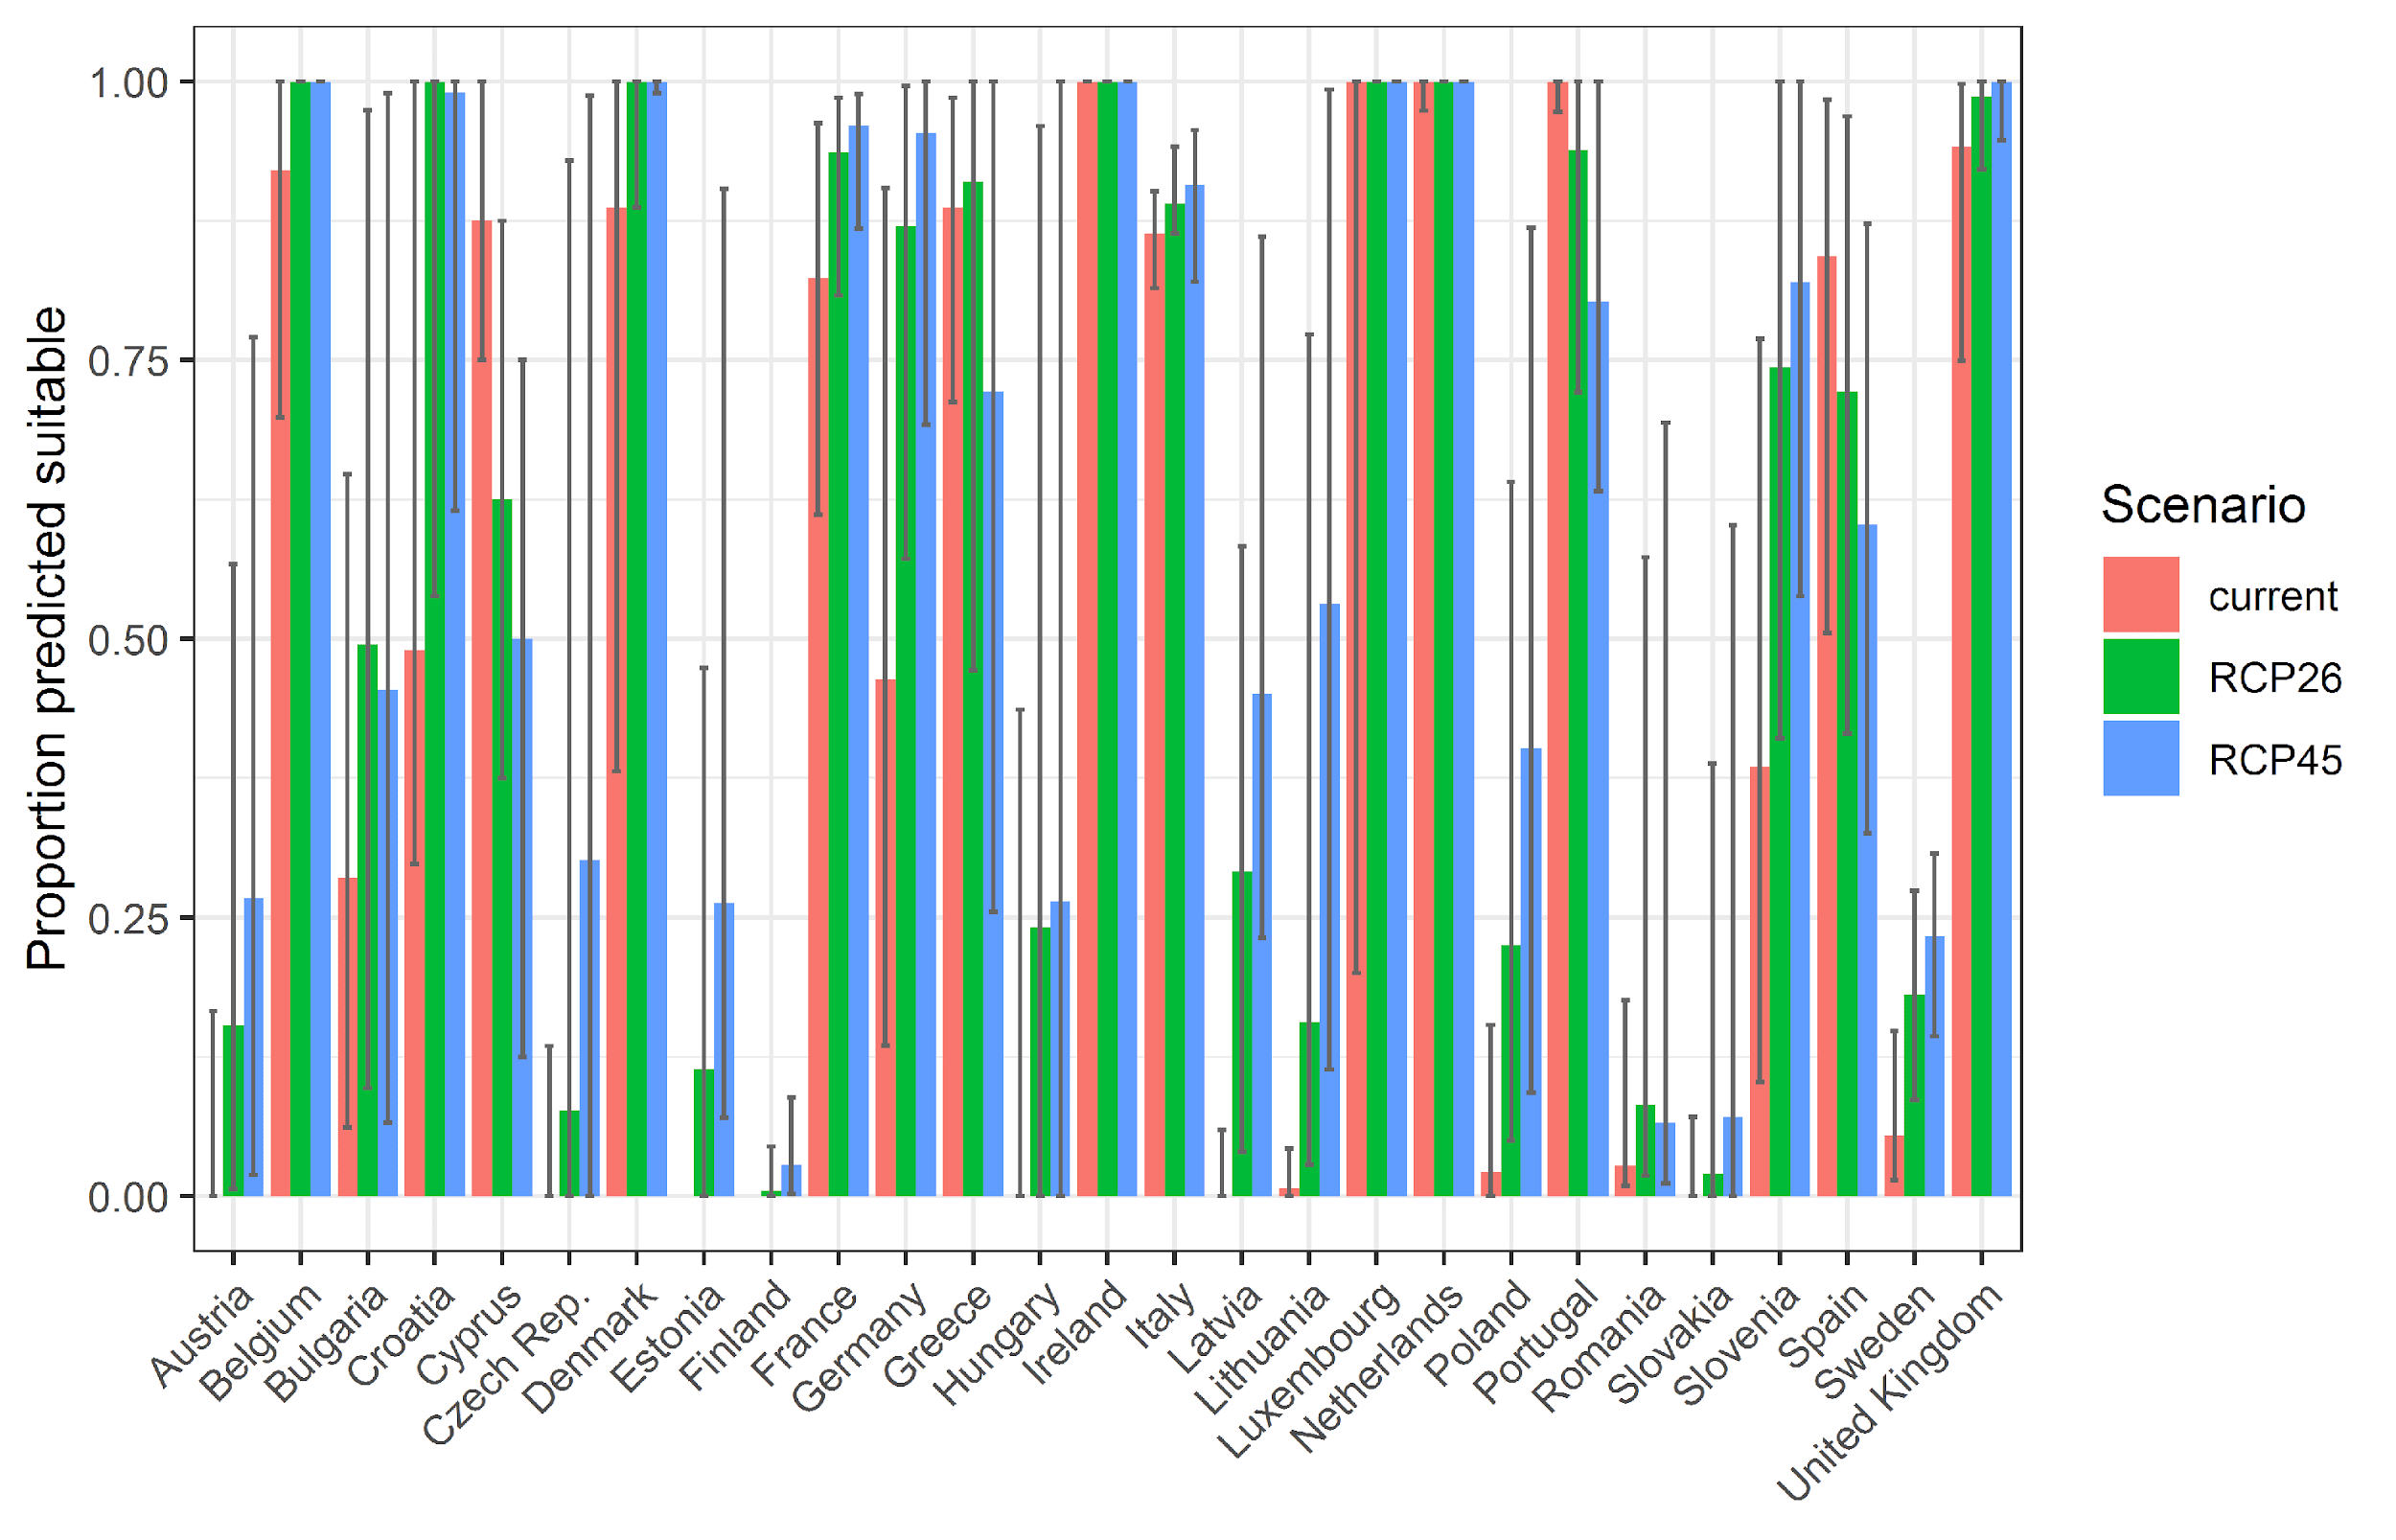 Proportion predicted suitable
1.00
0.75
0.50
0.25
0.00
Austria
Belgium
Bulgaria
Croatia
Cyprus
Czech Rep.
Denmark
Estonia
Finland
France
Germany
Greece
Hungary
Ireland
Italy
Latvia
Lithuania
Luxembourg
Netherlands
Poland
Portugal
Romania
Slovakia
Slovenia
Spain
Sweden
United Kingdom
Scenario
current
RCP26
RCP45